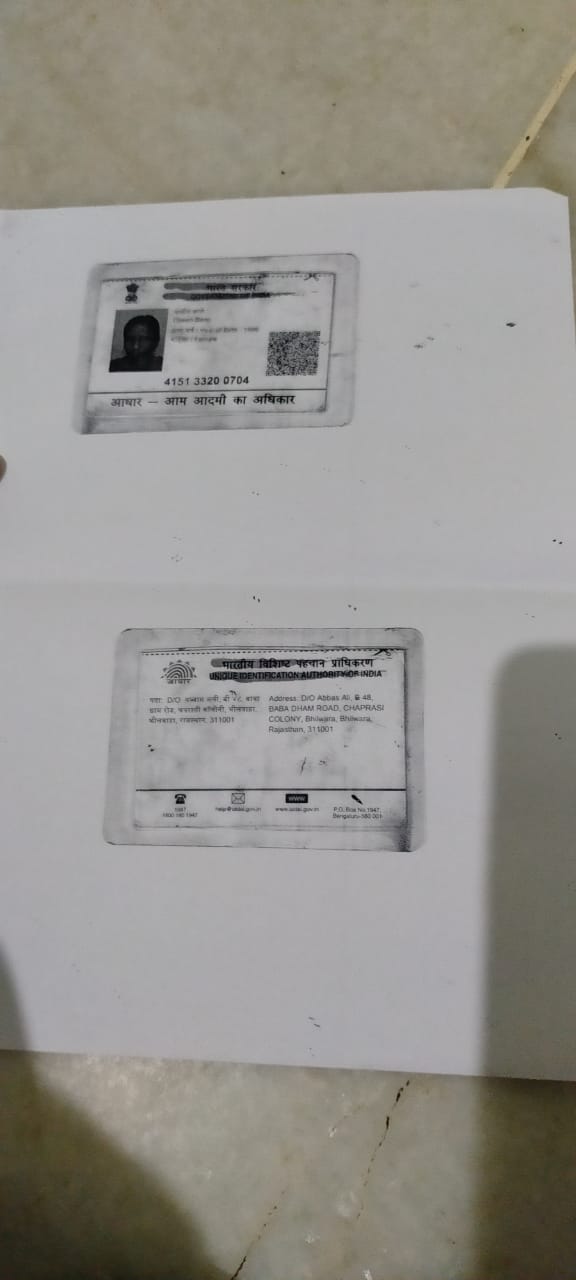 भारत सरकार
GOVERNMENT OF INDIA
4151 3320 0704
आधार – आम आदमी का अधिकार
भारतीय विशिष्ट पहचान प्राधिकरण
UNIQUE IDENTIFICATION AUTHORITY OF INDIA
आधार
पता: D/O अब्बास अली, बी 48, बाबा
धाम रोड, चपरासी कॉलोनी, भीलवाडा,
भीलवाडा, राजस्थान, 311001
Address: D/O Abbas Ali, B 48,
BABA DHAM ROAD, CHAPRASI
COLONY, Bhilwara, Bhilwara,
Rajasthan, 311001
1947
1800 180 1947
help@uidai.gov.in
www
www.uidai.gov.in
P.O. Box No.1947,
Bengaluru-560 001